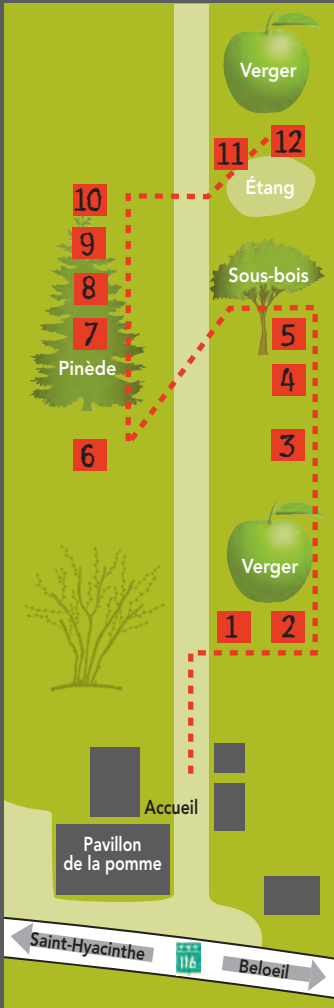 Verger
11
12
Étang
10
9
8
7
Pinède
6
Sous-bois
5
4
3
Verger
1
2
Accueil
Pavillon
de la pomme
Saint-Hyacinthe
116
Beloeil